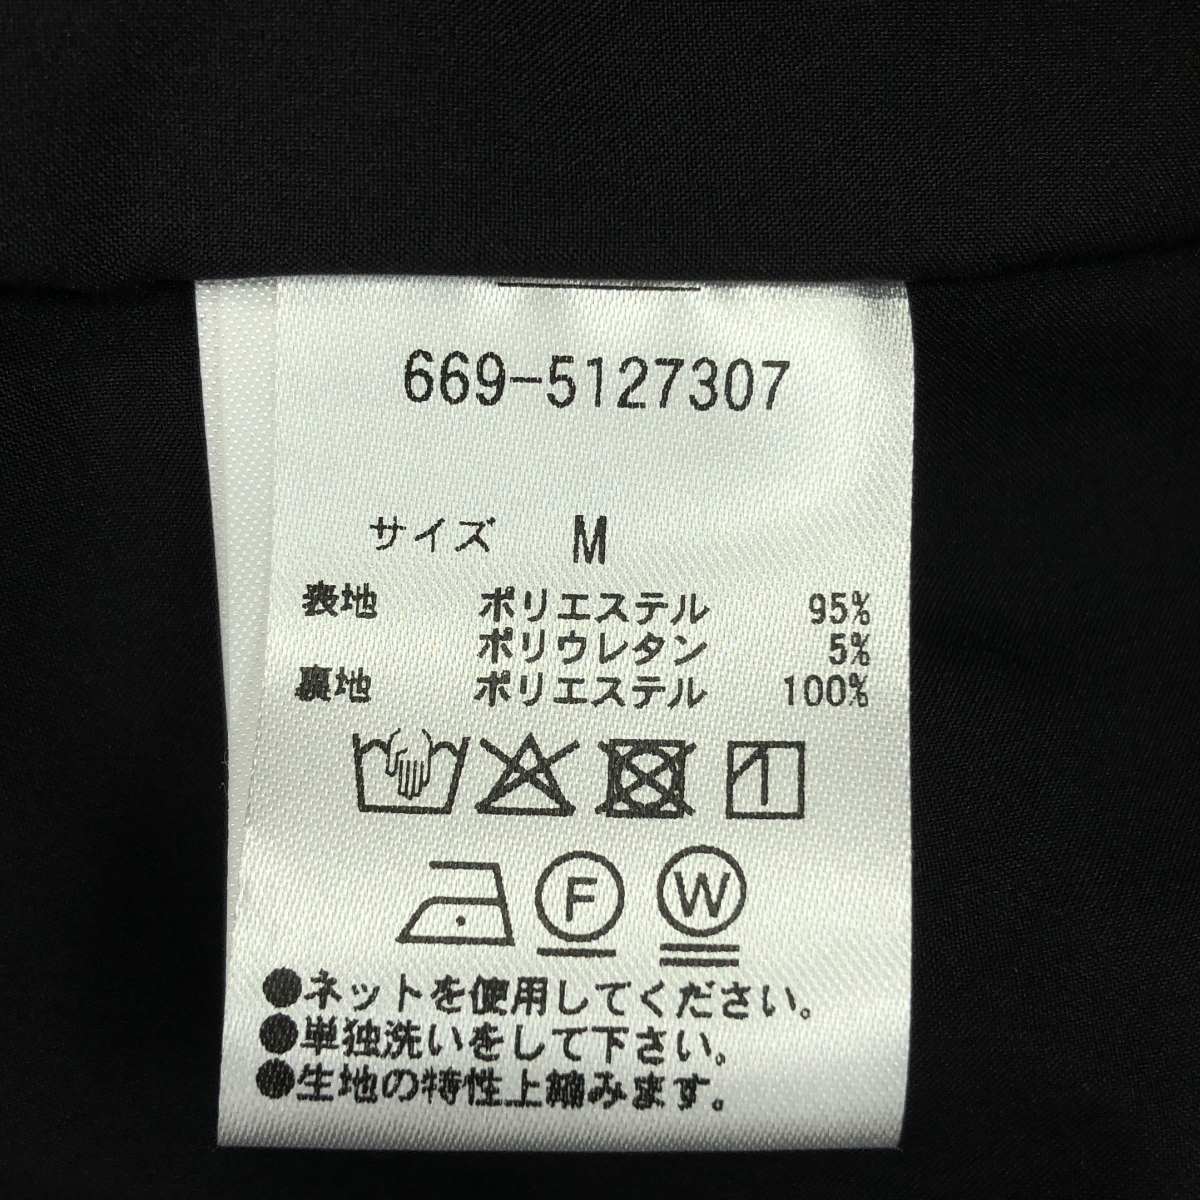 669-5127307
サイズ M
表地 ポリエステル 95%
ポリウレタン 5%
裏地 ポリエステル 100%
F W
●ネットを使用してください。
●単独洗いをして下さい。
●生地の特性上縮みます。